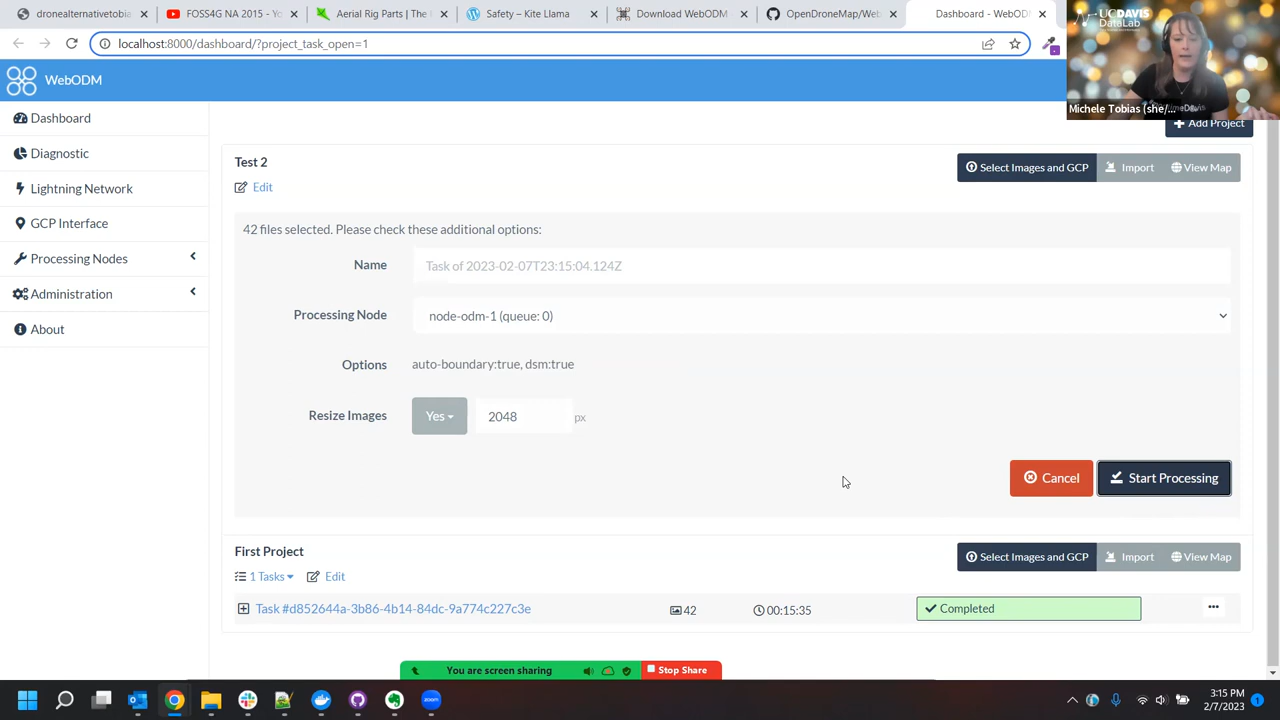 dronealternativetobia
FOSS4G NA 2015 - Yo
Aerial Rig Part I The
Safety – Kite Llama
Download WebODM
OpenDrone
Dashboard - WebODM
localhost:8000/dashboard/?project_task_open=1
UCDAVIS
DataLab
Michele Tobias (she/...
WebODM
Dashboard
Diagnostic
Lightning Network
GCP Interface
Processing Nodes
Administration
About
+ Add Project
Test 2
Select Images and GCP
Import
View Map
Edit
42 files selected. Please check these additional options:
Name
Task of 2023-02-07T23:15:04.124Z
Processing Node
node-odm-1 (queue: 0)
Options
auto-boundary:true, dsm:true
Resize Images
Yes
2048
px
Cancel
Start Processing
First Project
Select Images and GCP
Import
View Map
1 Tasks
Edit
Task #d852644a-3b86-4b14-84dc-9a774c227c3e
42
00:15:35
Completed
You are screen sharing
Stop Share
3:15 PM
2/7/2023